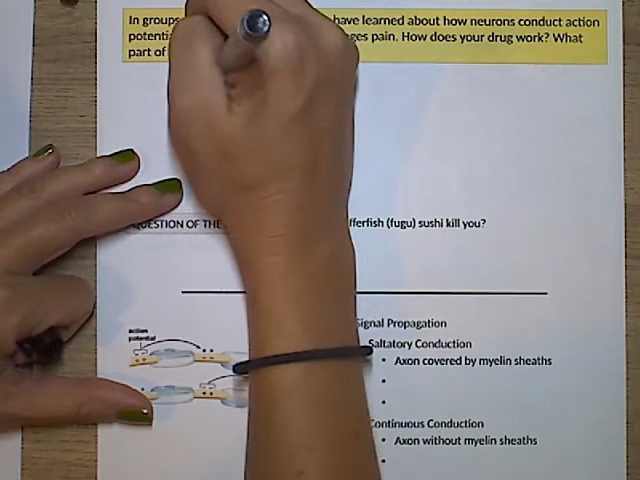 In groups have learned about how neurons conduct action
ges pain. How does your drug work? What
part of
QUESTION OF THE fferfish (fugu) sushi kill you?
Signal Propagation
action
potential
Saltatory Conduction
• Axon covered by myelin sheaths
•
•
Continuous Conduction
• Axon without myelin sheaths
•